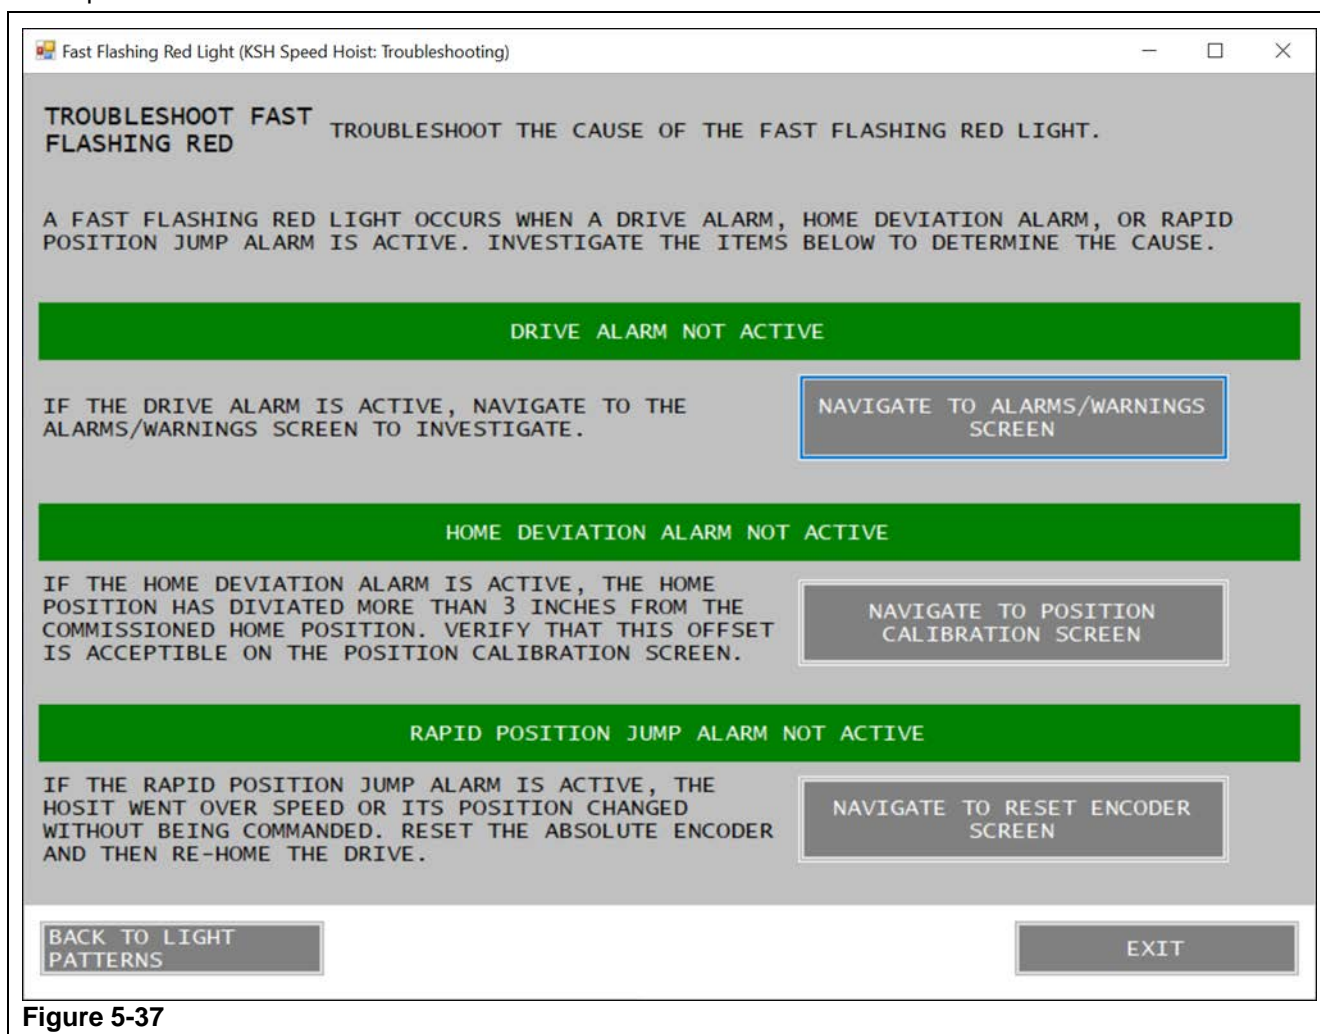 Fast Flashing Red Light (KSH Speed Hoist: Troubleshooting)
TROUBLESHOOT FAST
FLASHING RED
TROUBLESHOOT THE CAUSE OF THE FAST FLASHING RED LIGHT.
A FAST FLASHING RED LIGHT OCCURS WHEN A DRIVE ALARM, HOME DEVIATION ALARM, OR RAPID
POSITION JUMP ALARM IS ACTIVE. INVESTIGATE THE ITEMS BELOW TO DETERMINE THE CAUSE.
DRIVE ALARM NOT ACTIVE
IF THE DRIVE ALARM IS ACTIVE, NAVIGATE TO THE
ALARMS/WARNINGS SCREEN TO INVESTIGATE.
NAVIGATE TO ALARMS/WARNINGS
SCREEN
HOME DEVIATION ALARM NOT ACTIVE
IF THE HOME DEVIATION ALARM IS ACTIVE, THE HOME
POSITION HAS DIVIATED MORE THAN 3 INCHES FROM THE
COMMISSIONED HOME POSITION. VERIFY THAT THIS OFFSET
IS ACCEPTIBLE ON THE POSITION CALIBRATION SCREEN.
NAVIGATE TO POSITION
CALIBRATION SCREEN
RAPID POSITION JUMP ALARM NOT ACTIVE
IF THE RAPID POSITION JUMP ALARM IS ACTIVE, THE
HOSIT WENT OVER SPEED OR ITS POSITION CHANGED
WITHOUT BEING COMMANDED. RESET THE ABSOLUTE ENCODER
AND THEN RE-HOME THE DRIVE.
NAVIGATE TO RESET ENCODER
SCREEN
BACK TO LIGHT
PATTERNS
EXIT
Figure 5-37